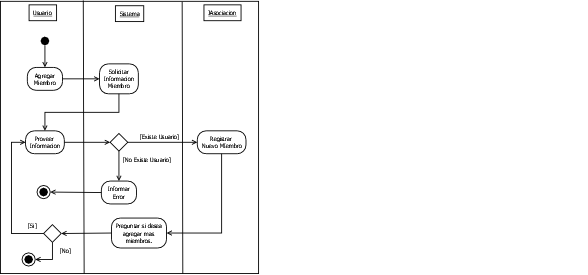 Usuario
Sistema
IAsociacion
Agregar
Miembro
Solicitar
Informacion
Miembro
Proveer
Informacion
[Existe Usuario]
Registrar
Nuevo Miembro
[No Existe Usuario]
Informar
Error
[Si]
Preguntar si desea
agregar mas
miembros.
[No]